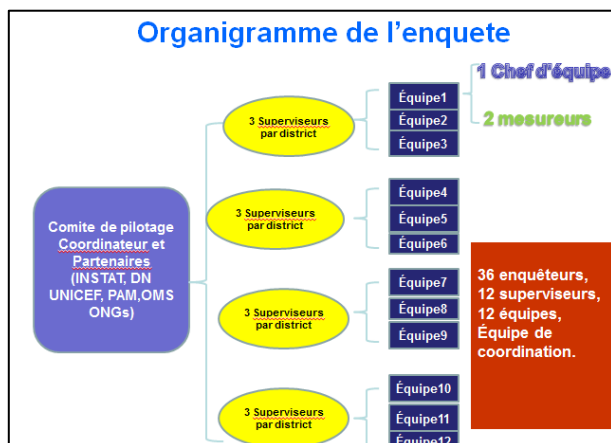 Organigramme de l'enquete
1 Chef d'équipe
2 mesureurs
3 Superviseurs
par district
Équipe1
Équipe2
Équipe3
3 Superviseurs
par district
Équipe4
Équipe5
Équipe6
Comite de pilotage
Coordinateur et
Partenaires
(INSTAT, DN
UNICEF, PAM,OMS
ONGs)
3 Superviseurs
par district
Équipe7
Équipe8
Équipe9
36 enquêteurs,
12 superviseurs,
12 équipes,
Équipe de
coordination.
3 Superviseurs
par district
Équipe10
Équipe11
Équipe12